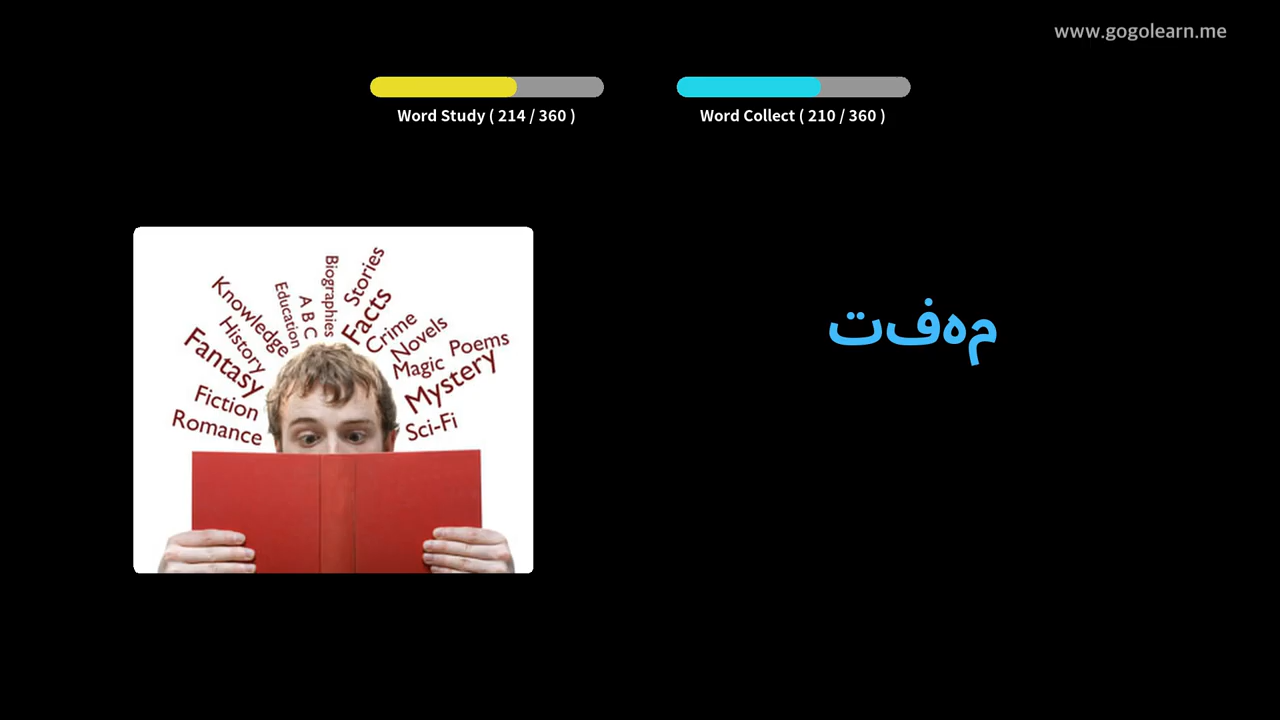 www.gogolearn.me
Word Study ( 214 / 360 )
Word Collect ( 210 / 360 )
Knowledge
Education
A B C
Biographies
Stories
Facts
History
Crime
Novels
Fantasy
Magic
Poems
Mystery
Fiction
Romance
Sci-Fi
مهفت